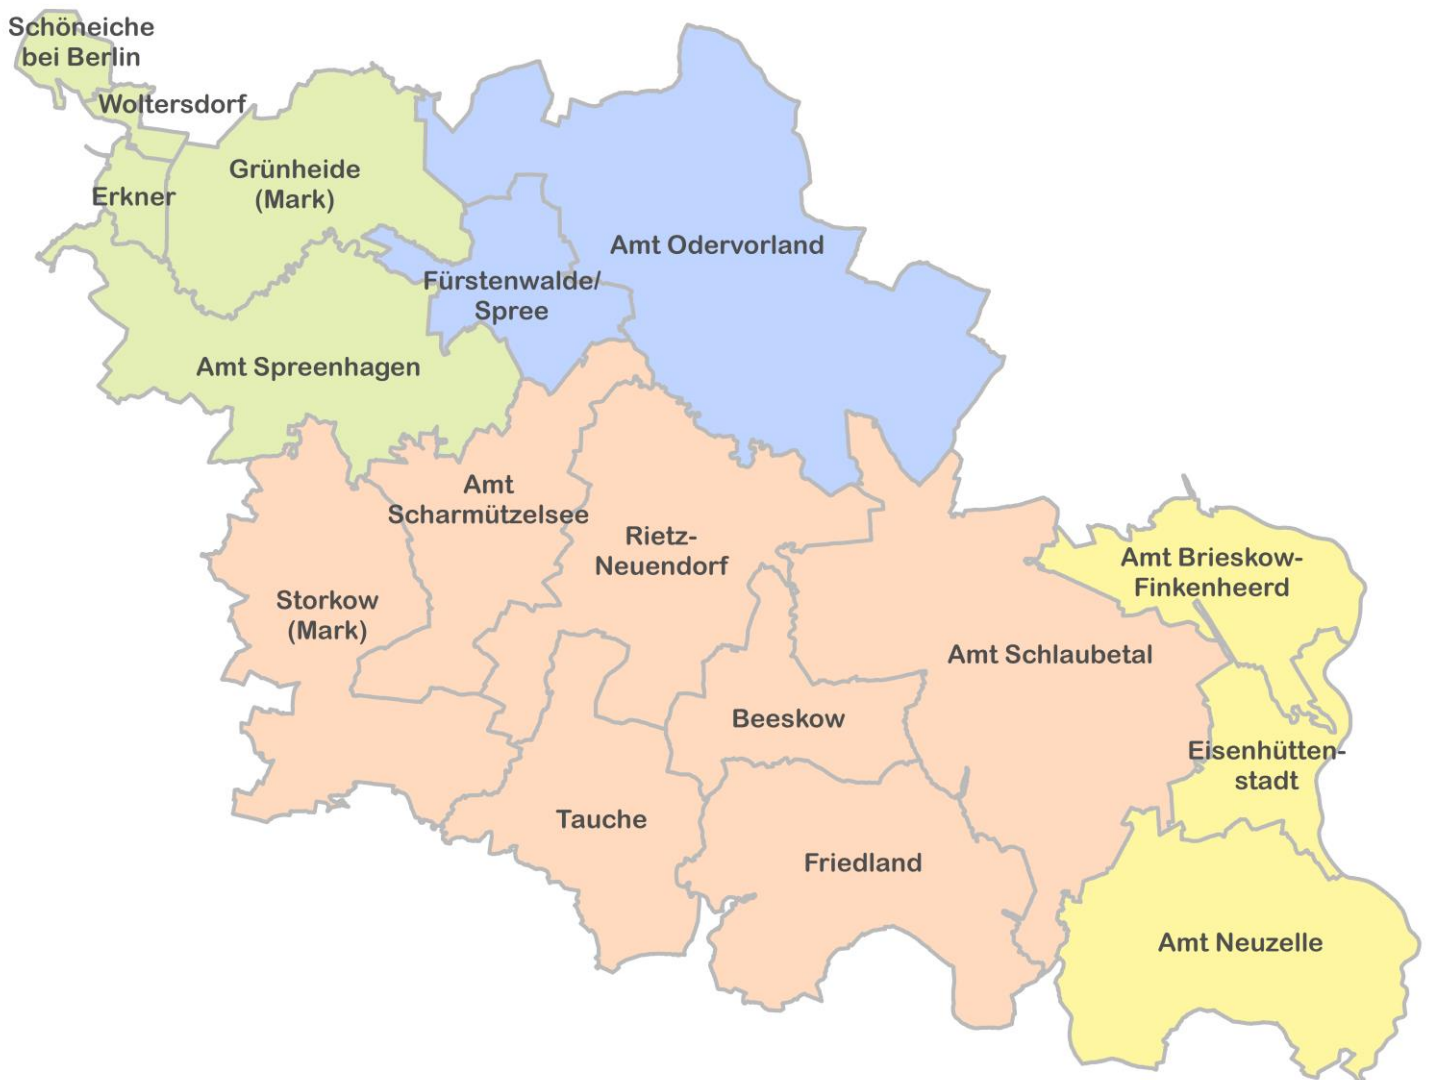 Schöneiche
bei Berlin
Woltersdorf
Grünheide
(Mark)
Erkner
Amt Odervorland
Fürstenwalde/
Spree
Amt Spreenhagen
Amt
Scharmützelsee
Rietz-
Neuendorf
Amt Brieskow-
Finkenheerd
Storkow
(Mark)
Amt Schlaubetal
Beeskow
Eisenhütten-
stadt
Tauche
Friedland
Amt Neuzelle